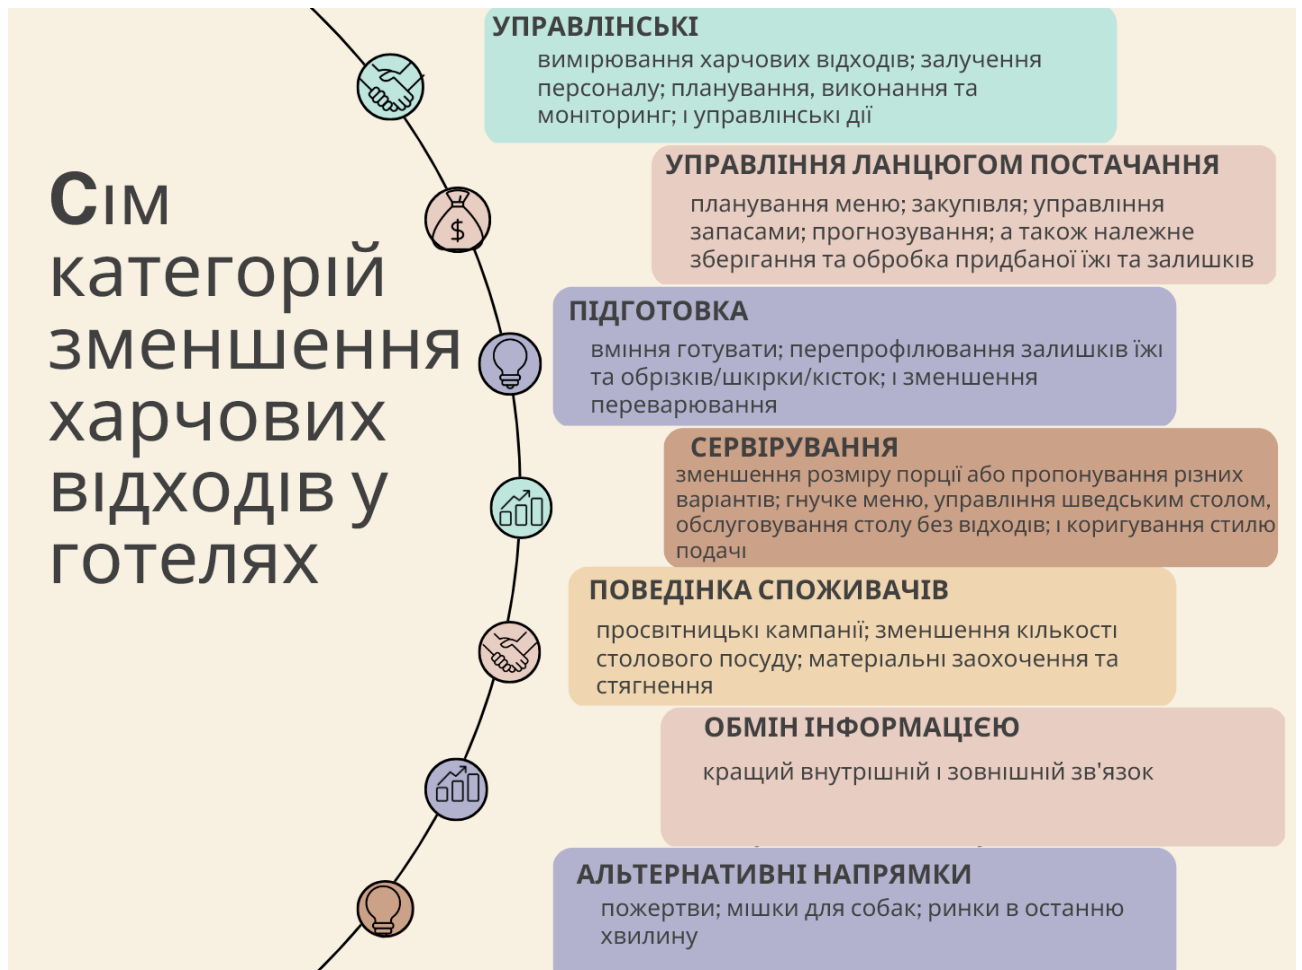 Сім
категорій
зменшення
харчових
відходів у
готелях
УПРАВЛІНСЬКІ
вимірювання харчових відходів; залучення
персоналу; планування, виконання та
моніторинг; і управлінські дії
УПРАВЛІННЯ ЛАНЦЮГОМ ПОСТАЧАННЯ
планування меню; закупівля; управління
запасами; прогнозування; а також належне
зберігання та обробка придбаної їжі та залишків
ПІДГОТОВКА
вміння готувати; перепрофілювання залишків їжі
та обрізків/шкірки/кісток; і зменшення
переварювання
СЕРВІРУВАННЯ
зменшення розміру порції або пропонування різних
варіантів; гнучке меню, управління шведським столом,
обслуговування столу без відходів; і коригування стилю
подачі
ПОВЕДІНКА СПОЖИВАЧІВ
просвітницькі кампанії; зменшення кількості
столового посуду; матеріальні заохочення та
стягнення
ОБМІН ІНФОРМАЦІЄЮ
кращий внутрішній і зовнішній зв'язок
АЛЬТЕРНАТИВНІ НАПРЯМКИ
пожертви; мішки для собак; ринки в останню
хвилину
$